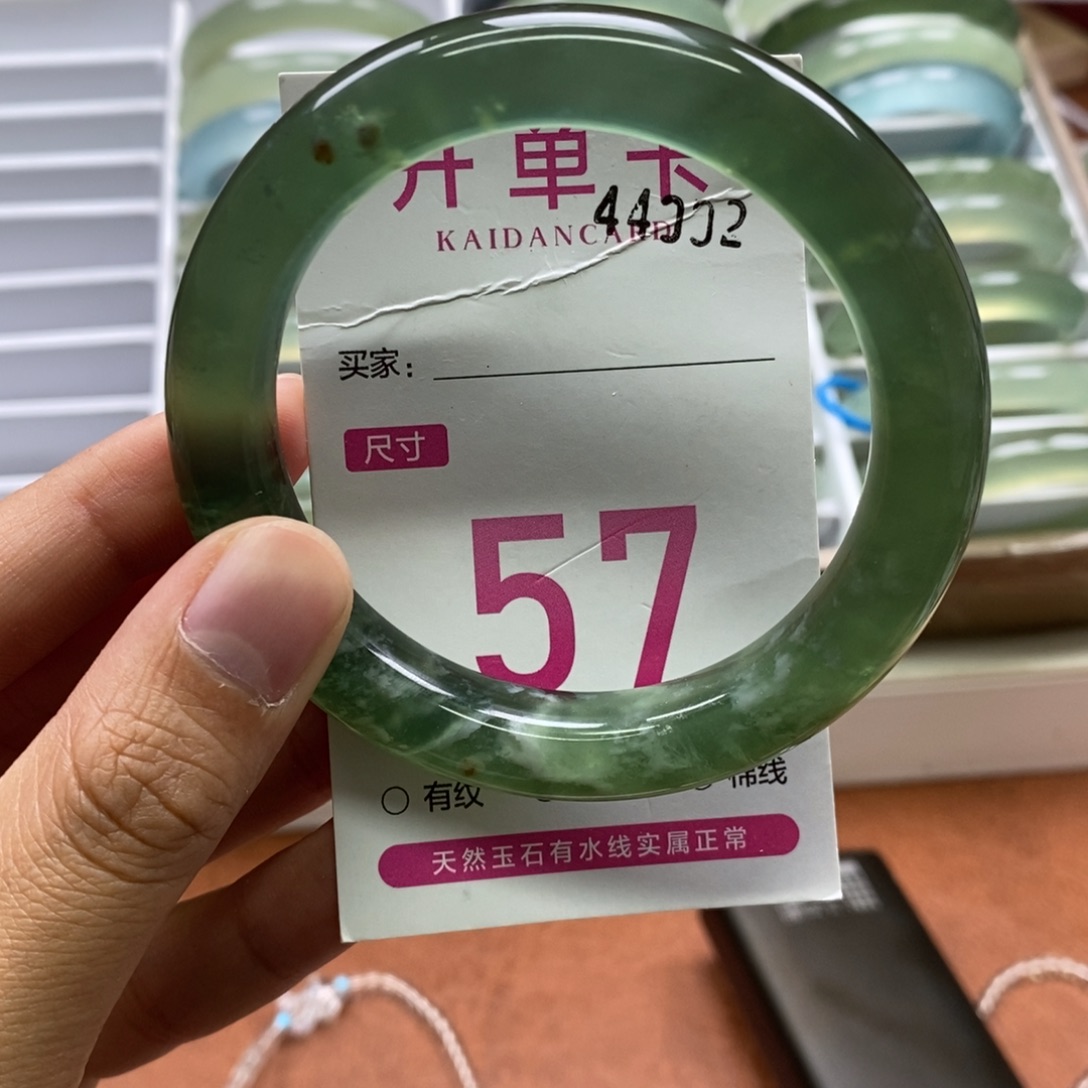 开单卡
44002
KAIDANCARD
买家:
尺寸
57
有纹 棉线
天然玉石有水线实属正常